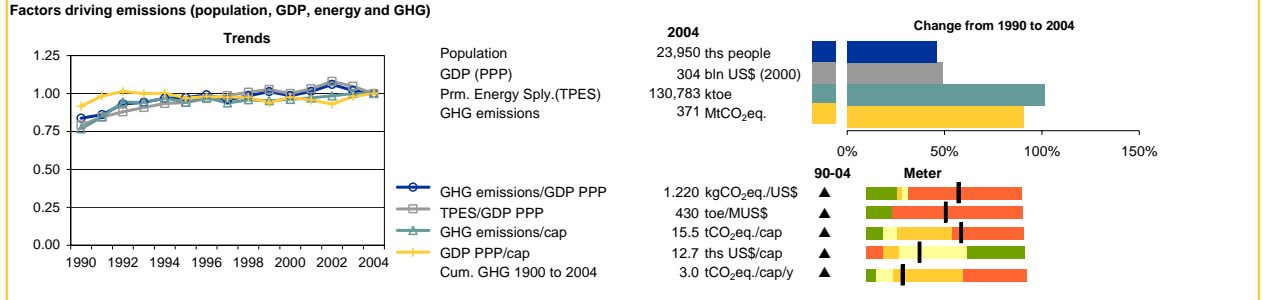 Factors driving emissions (population, GDP, energy and GHG)
Trends
1.25
1.00
0.75
0.50
0.25
0.00
1990 1992 1994 1996 1998 2000 2002 2004
2004
Population 23,950 ths people
GDP (PPP) 304 bln US$ (2000)
Prm. Energy Sply.(TPES) 130,783 ktoe
GHG emissions 371 MtCO₂eq.
Change from 1990 to 2004
0% 50% 100% 150%
90-04 Meter
GHG emissions/GDP PPP 1.220 kgCO₂eq./US$ ▲
TPES/GDP PPP 430 toe/MUS$ ▲
GHG emissions/cap 15.5 tCO₂eq./cap ▲
GDP PPP/cap 12.7 ths US$/cap ▲
Cum. GHG 1900 to 2004 3.0 tCO₂eq./cap/y ▲